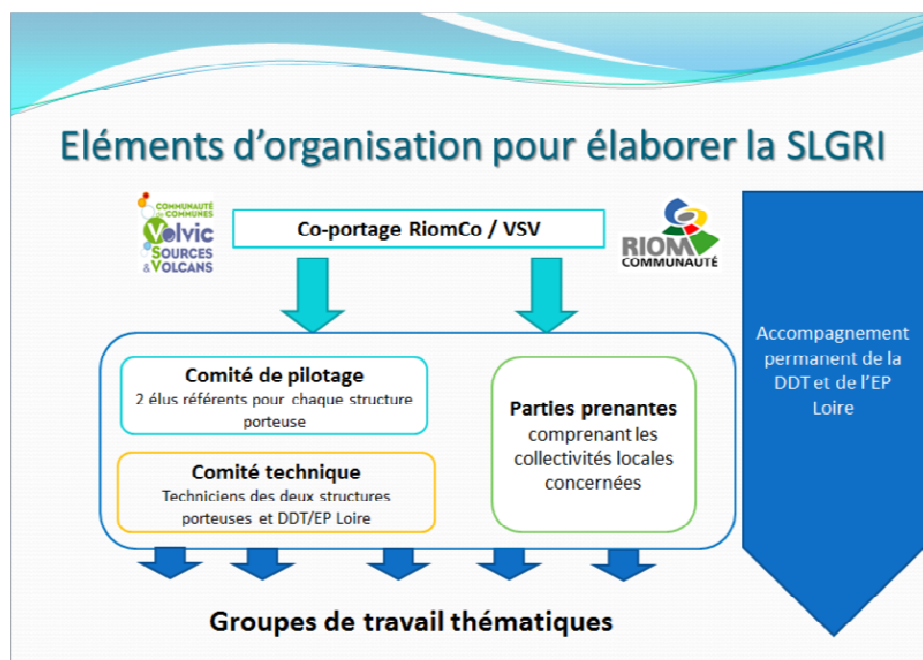 Eléments d'organisation pour élaborer la SLGRI
COMMUNAUTÉ
DE COMMUNES
Volvic
SOURCES
& VOLCANS
Co-portage RiomCo / VSV
RIOM
COMMUNAUTÉ
Comité de pilotage
2 élus référents pour chaque structure
porteuse
Comité technique
Techniciens des deux structures
porteuses et DDT/EP Loire
Parties prenantes
comprenant les
collectivités locales
concernées
Accompagnement
permanent de la
DDT et de l'EP
Loire
Groupes de travail thématiques